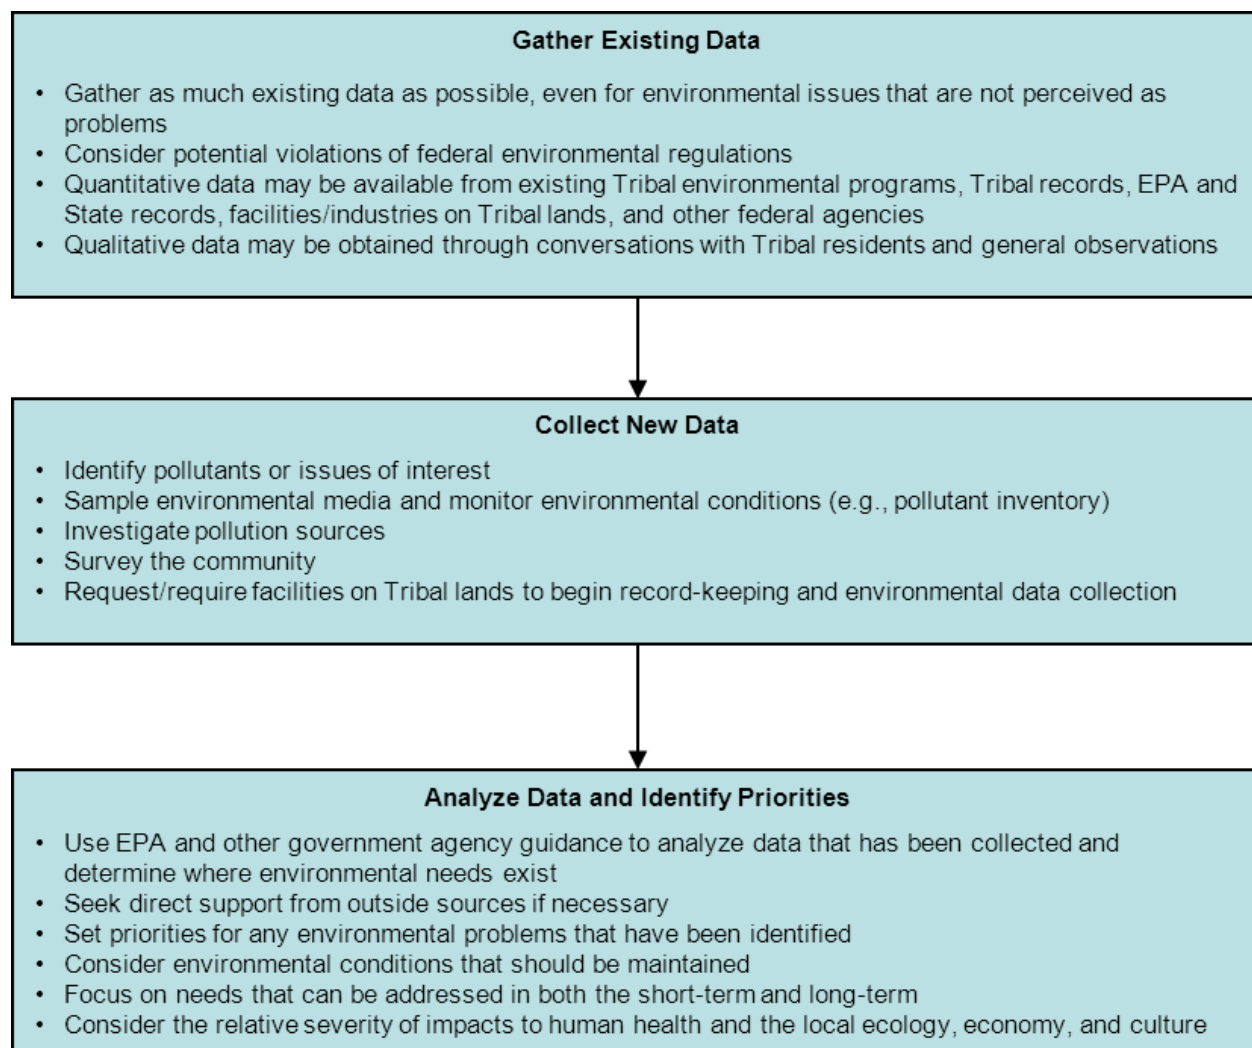 Gather Existing Data
• Gather as much existing data as possible, even for environmental issues that are not perceived as
problems
• Consider potential violations of federal environmental regulations
• Quantitative data may be available from existing Tribal environmental programs, Tribal records, EPA and
State records, facilities/industries on Tribal lands, and other federal agencies
• Qualitative data may be obtained through conversations with Tribal residents and general observations
Collect New Data
• Identify pollutants or issues of interest
• Sample environmental media and monitor environmental conditions (e.g., pollutant inventory)
• Investigate pollution sources
• Survey the community
• Request/require facilities on Tribal lands to begin record-keeping and environmental data collection
Analyze Data and Identify Priorities
• Use EPA and other government agency guidance to analyze data that has been collected and
determine where environmental needs exist
• Seek direct support from outside sources if necessary
• Set priorities for any environmental problems that have been identified
• Consider environmental conditions that should be maintained
• Focus on needs that can be addressed in both the short-term and long-term
• Consider the relative severity of impacts to human health and the local ecology, economy, and culture